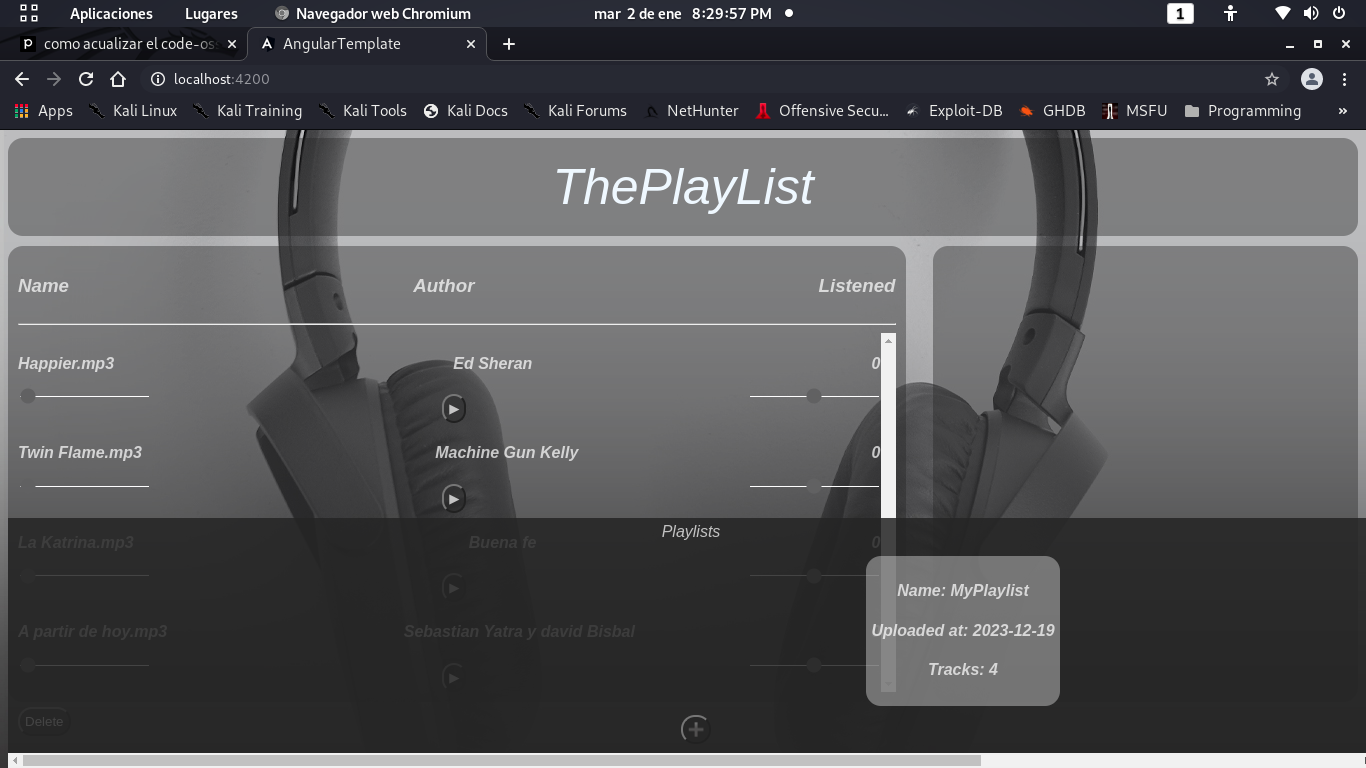 Aplicaciones Lugares Navegador web Chromium mar 2 de ene 8:29:57 PM 1
como acualizar el code-os AngularTemplate
localhost:4200
Apps Kali Linux Kali Training Kali Tools Kali Docs Kali Forums NetHunter Offensive Secu... Exploit-DB GHDB MSFU Programming »
ThePlayList
Name Author Listened
Happier.mp3 Ed Sheran 0
Twin Flame.mp3 Machine Gun Kelly 0
Playlists
La Katrina.mp3 Buena fe 0
Name: MyPlaylist
A partir de hoy.mp3 Sebastian Yatra y david Bisbal Uploaded at: 2023-12-19
Tracks: 4
Delete